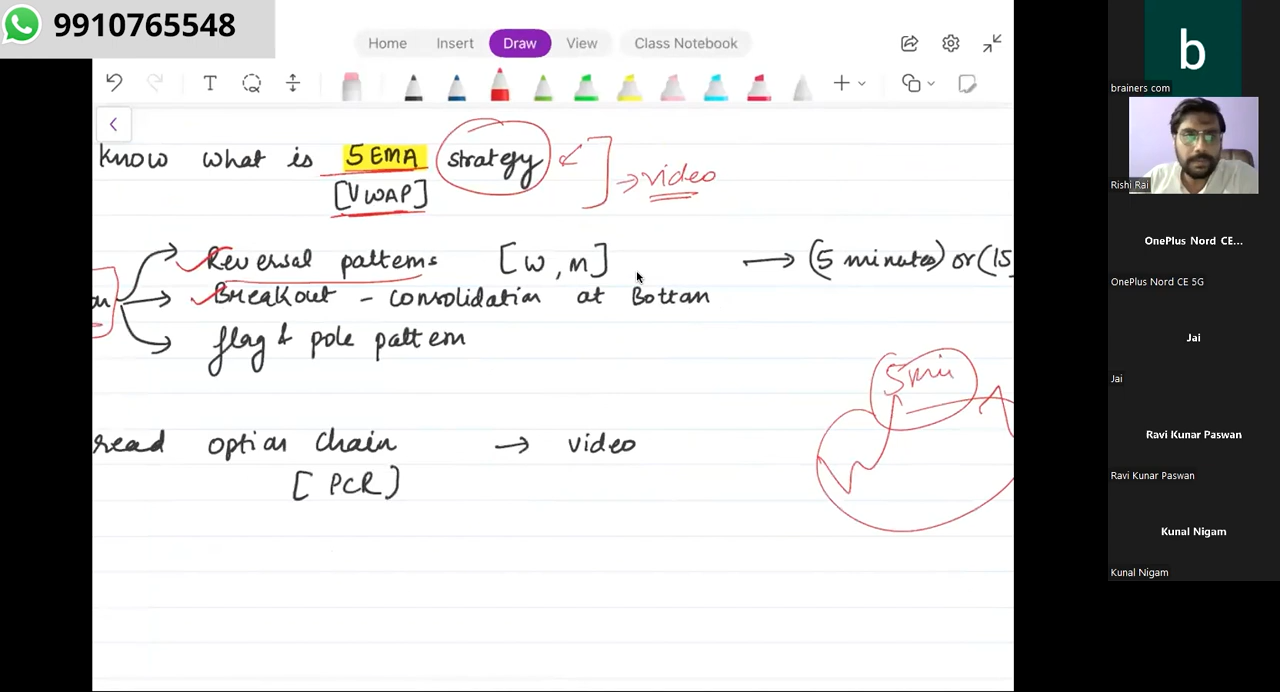 9910765548
Home Insert Draw View Class Notebook
know what is 5EMA strategy
[VWAP]
→ video
Reversal patterns [W, M] → (5 minutes) or (15
Breakout - consolidation at Bottom
flag & pole pattern
5 min
read option chain → video
[PCR]
b
brainers com
Rishi Rai
OnePlus Nord CE...
OnePlus Nord CE 5G
Jai
Jai
Ravi Kunar Paswan
Ravi Kunar Paswan
Kunal Nigam
Kunal Nigam